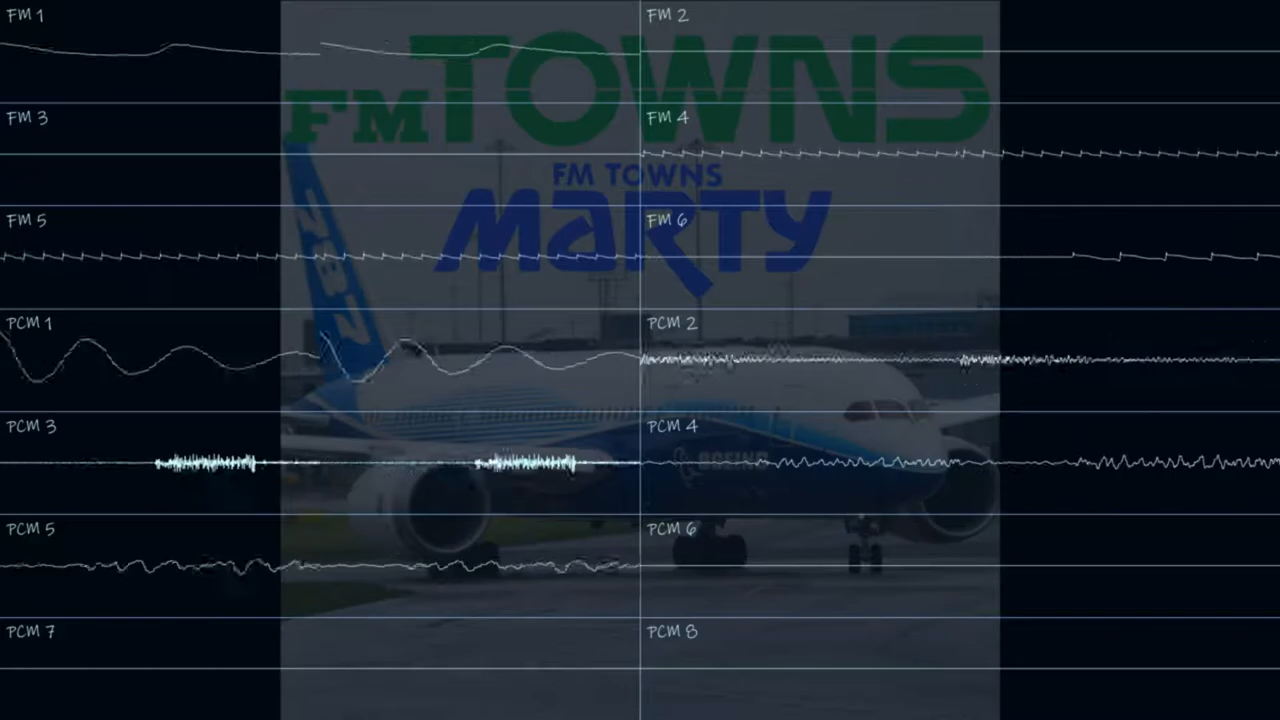 FM 1
FM 2
FM TOWNS
FM 3
FM 4
FM TOWNS
MARTY
FM 5
FM 6
787
PCM 1
PCM 2
PCM 3
PCM 4
BOEING
PCM 5
PCM 6
PCM 7
PCM 8